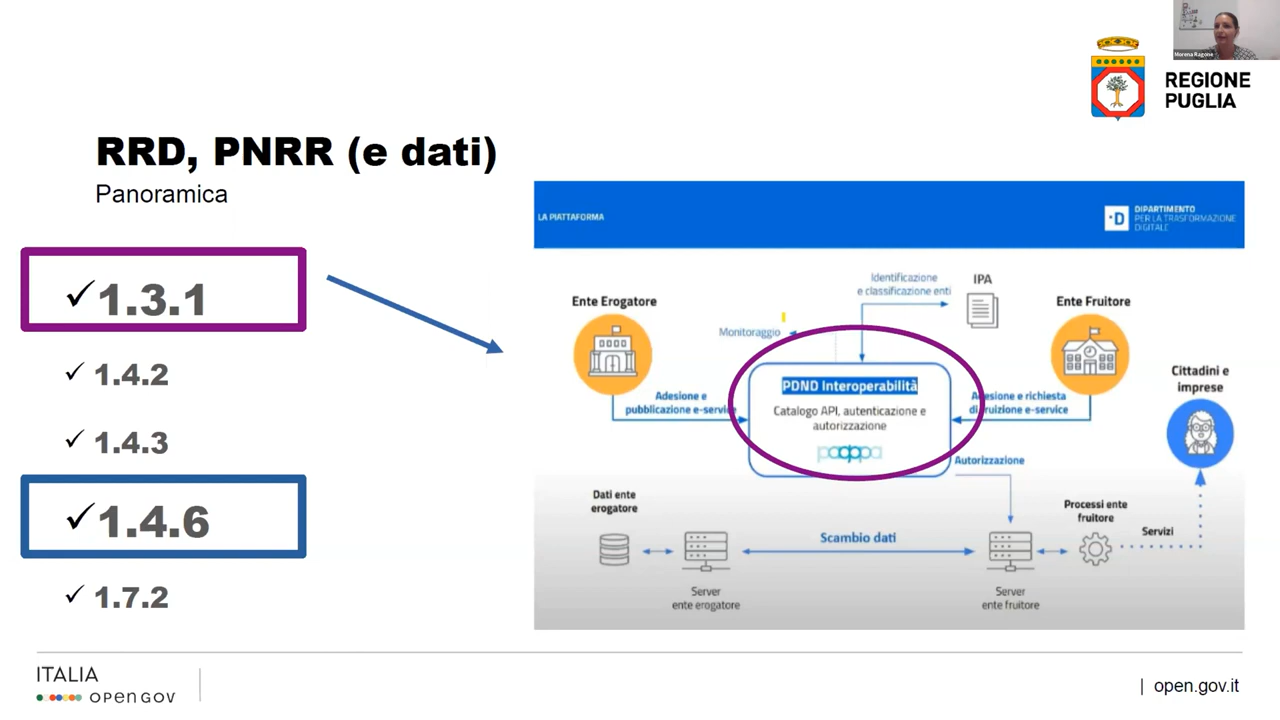 Morena Ragone
REGIONE
PUGLIA
RRD, PNRR (e dati)
Panoramica
1.3.1
1.4.2
1.4.3
1.4.6
1.7.2
LA PIATTAFORMA
DIPARTIMENTO
PER LA TRASFORMAZIONE
DIGITALE
Identificazione
e classificazione enti
IPA
Ente Erogatore
Ente Fruitore
Monitoraggio
Cittadini e
imprese
PDND Interoperabilità
Catalogo API, autenticazione e
autorizzazione
Adesione e
pubblicazione e-service
Adesione e richiesta
di fruizione e-service
Autorizzazione
Dati ente
erogatore
Processi ente
fruitore
Servizi
Scambio dati
Server
ente erogatore
Server
ente fruitore
ITALIA
OPEN GOV
| open.gov.it